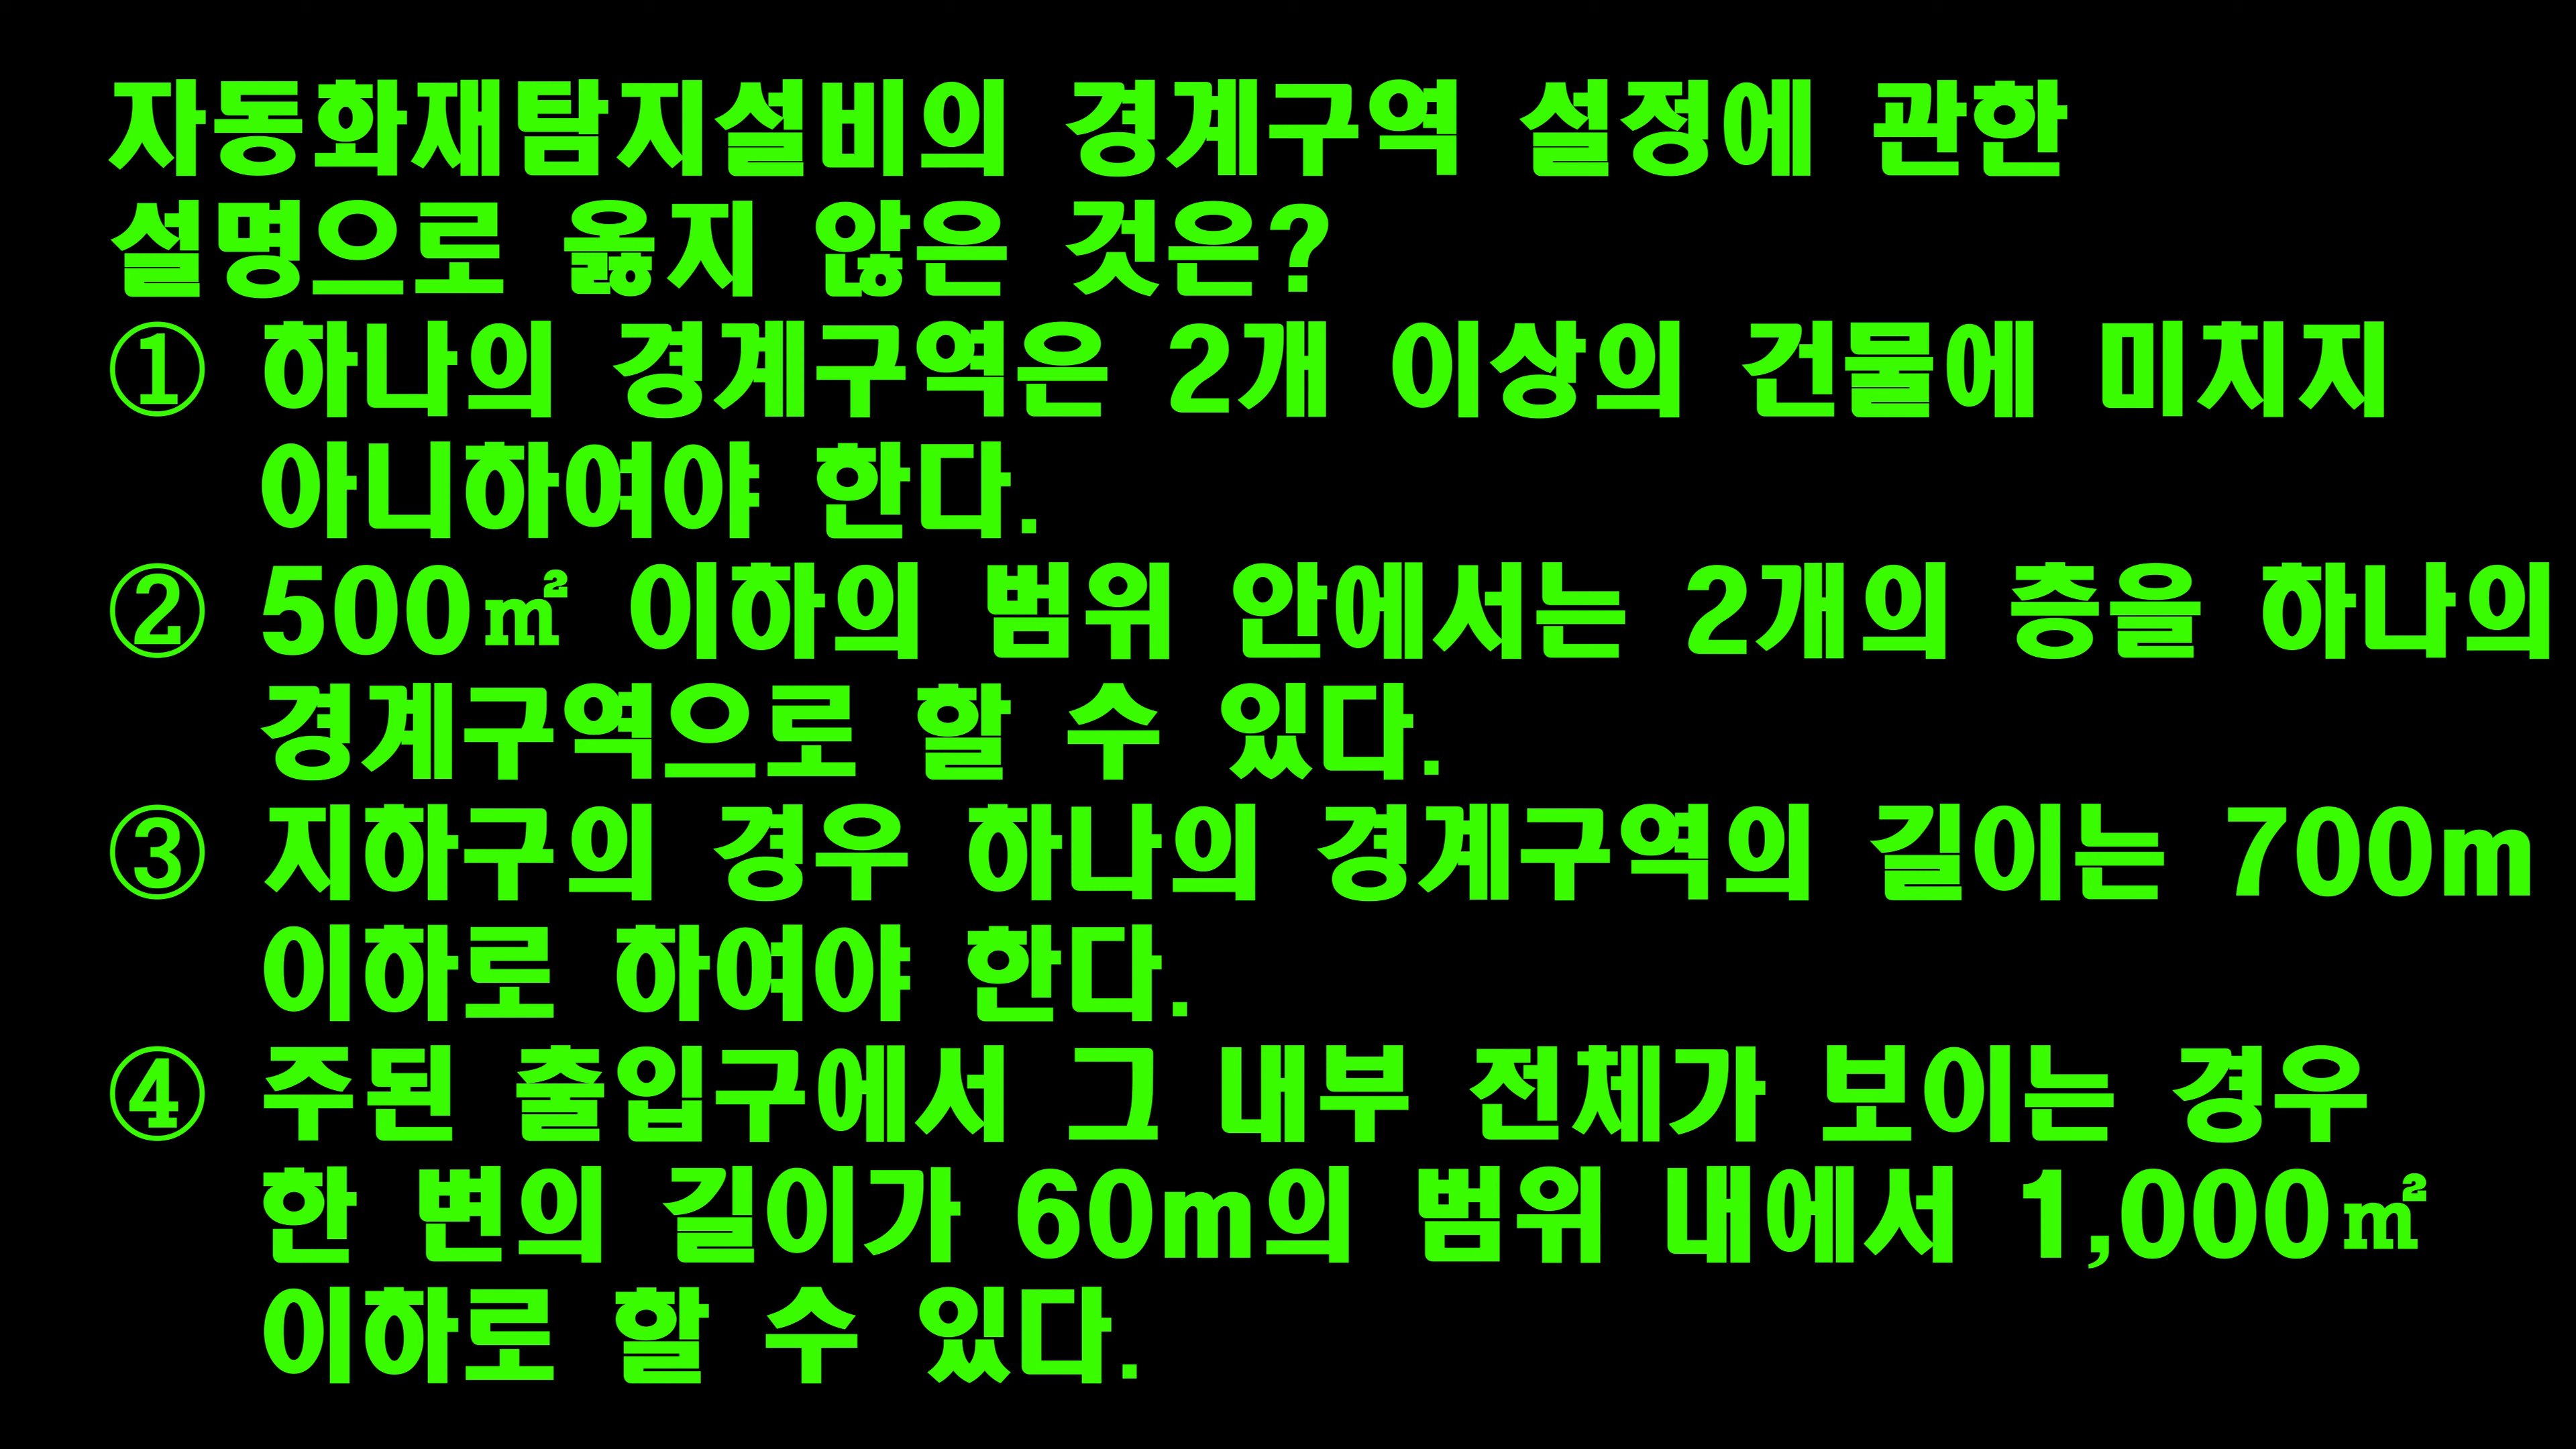 자동화재탐지설비의 경계구역 설정에 관한
설명으로 옳지 않은 것은?
① 하나의 경계구역은 2개 이상의 건물에 미치지
아니하여야 한다.
② 500㎡ 이하의 범위 안에서는 2개의 층을 하나의
경계구역으로 할 수 있다.
③ 지하구의 경우 하나의 경계구역의 길이는 700m
이하로 하여야 한다.
④ 주된 출입구에서 그 내부 전체가 보이는 경우
한 변의 길이가 60m의 범위 내에서 1,000㎡
이하로 할 수 있다.